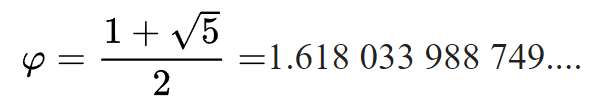 φ = (1 + √5)/2 =1.618 033 988 749....